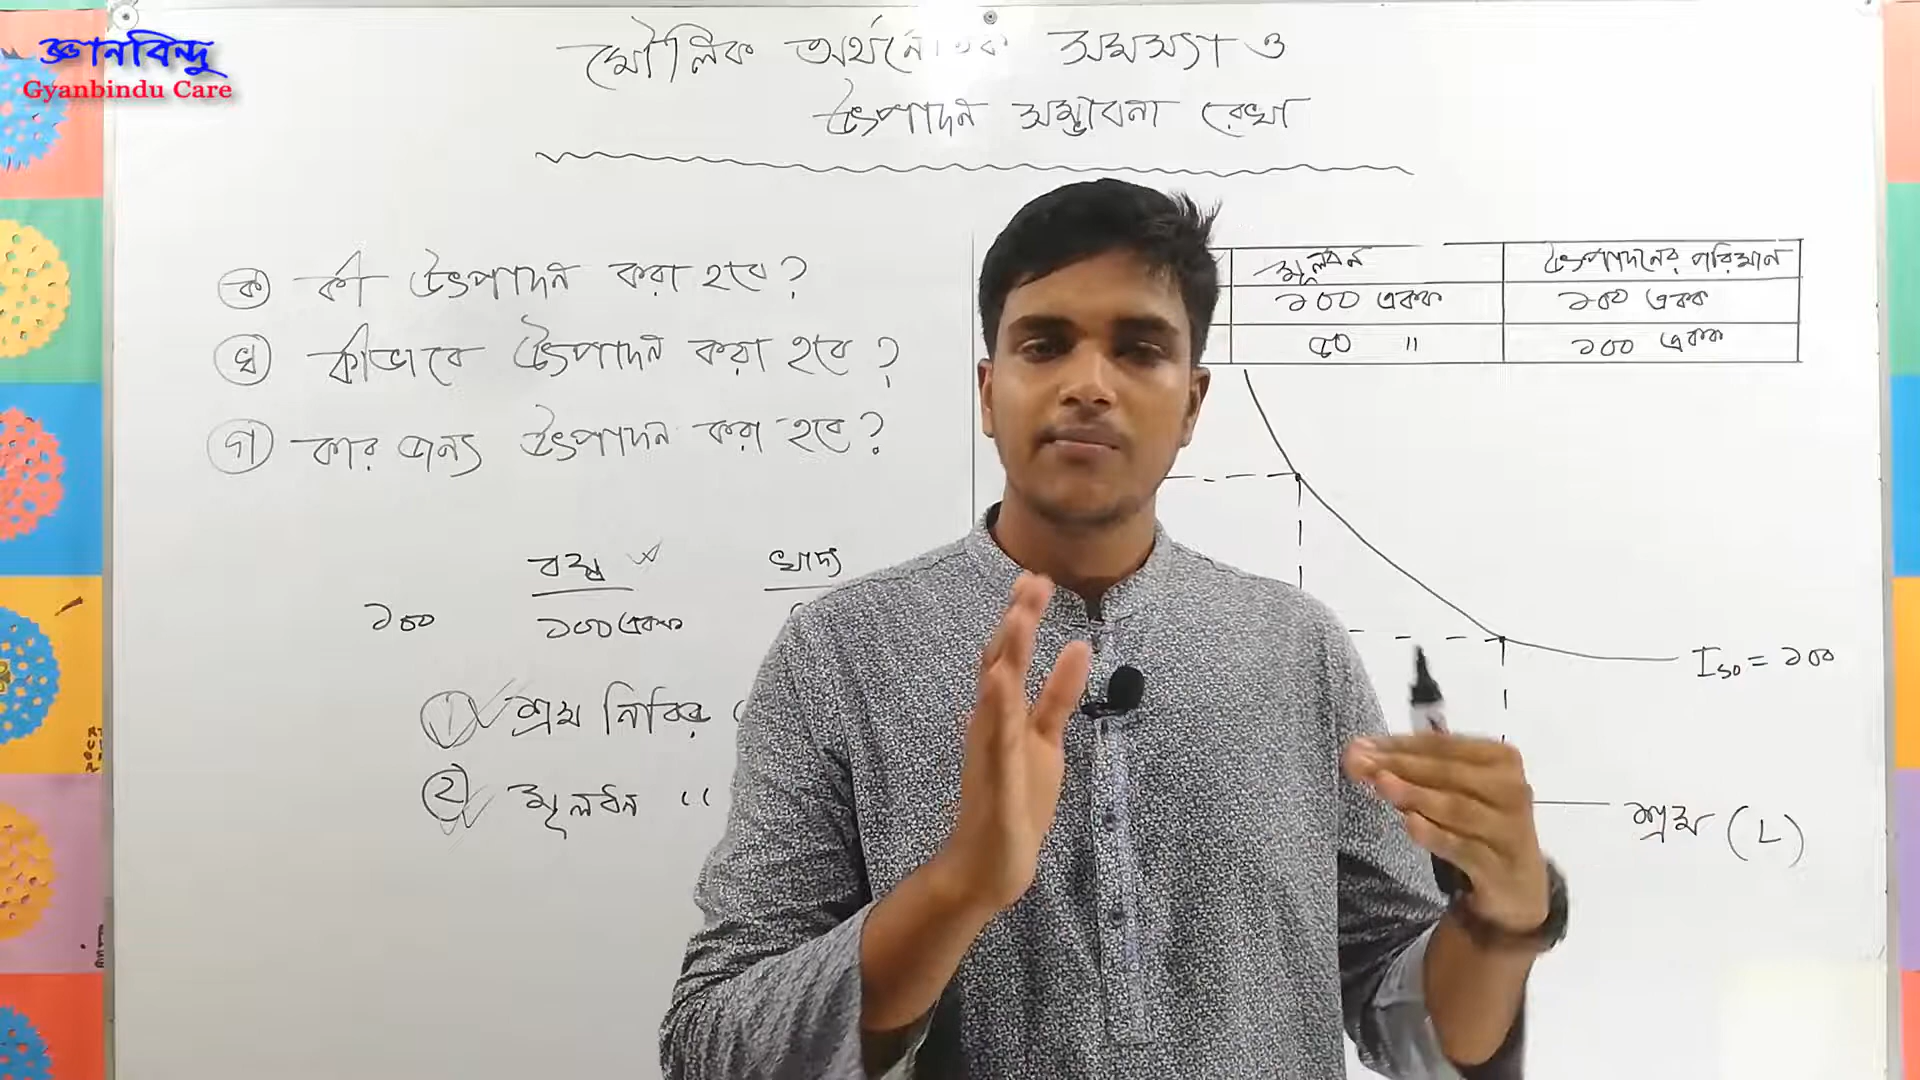 জ্ঞানবিন্দু
Gyanbindu Care
মৌলিক অর্থনৈতিক সমস্যা ও
উৎপাদন সম্ভাবনা রেখা
ক কী উৎপাদন করা হবে?
খ কীভাবে উৎপাদন করা হবে?
গ কার জন্য উৎপাদন করা হবে?
বস্ত্র খাদ্য
১০০ ১০০ একক
১ শ্রম নিবিড়
২ মূলধন "
মূলধন উৎপাদনের পরিমান
১০০ একক ১০০ একক
৫০ " ১০০ একক
Iso = ১০০
শ্রম (L)